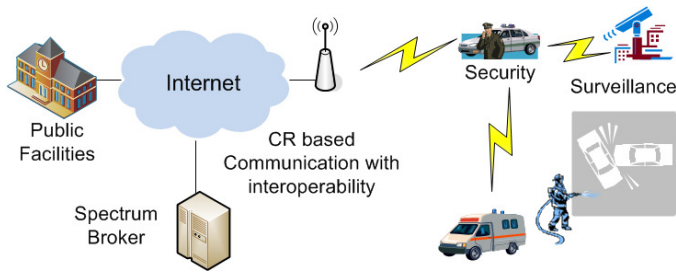 Internet
Security
Surveillance
Public
Facilities
CR based
Communication with
interoperability
Spectrum
Broker